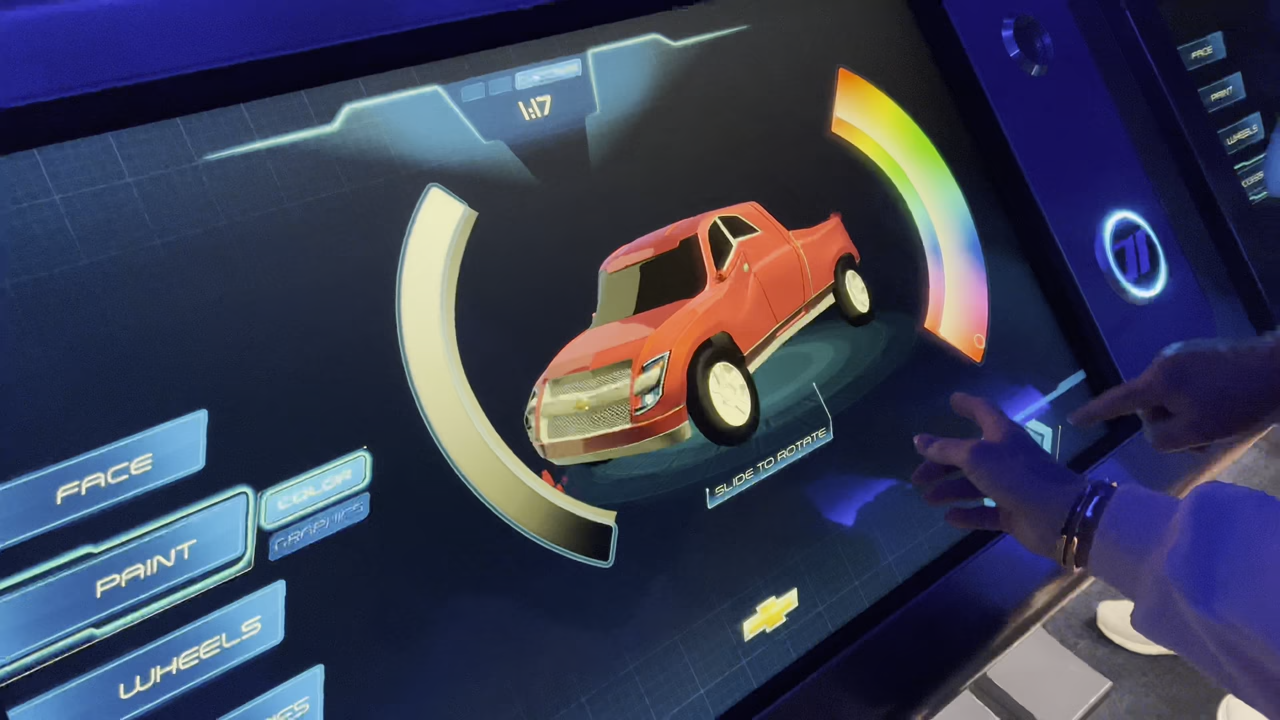 1:17
FACE
COLOR
GRAPHICS
PAINT
WHEELS
SLIDE TO ROTATE
FACE
PAINT
WHEELS